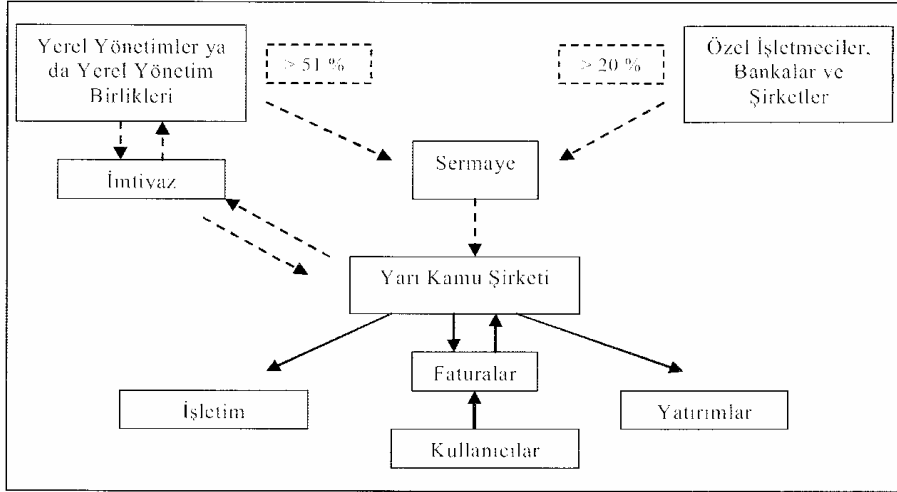 Yerel Yönetimler ya
da Yerel Yönetim
Birlikleri
> 51 %
> 20 %
Özel İşletmeciler,
Bankalar ve
Şirketler
Sermaye
İmtiyaz
Yarı Kamu Şirketi
Faturalar
İşletim
Yatırımlar
Kullanıcılar